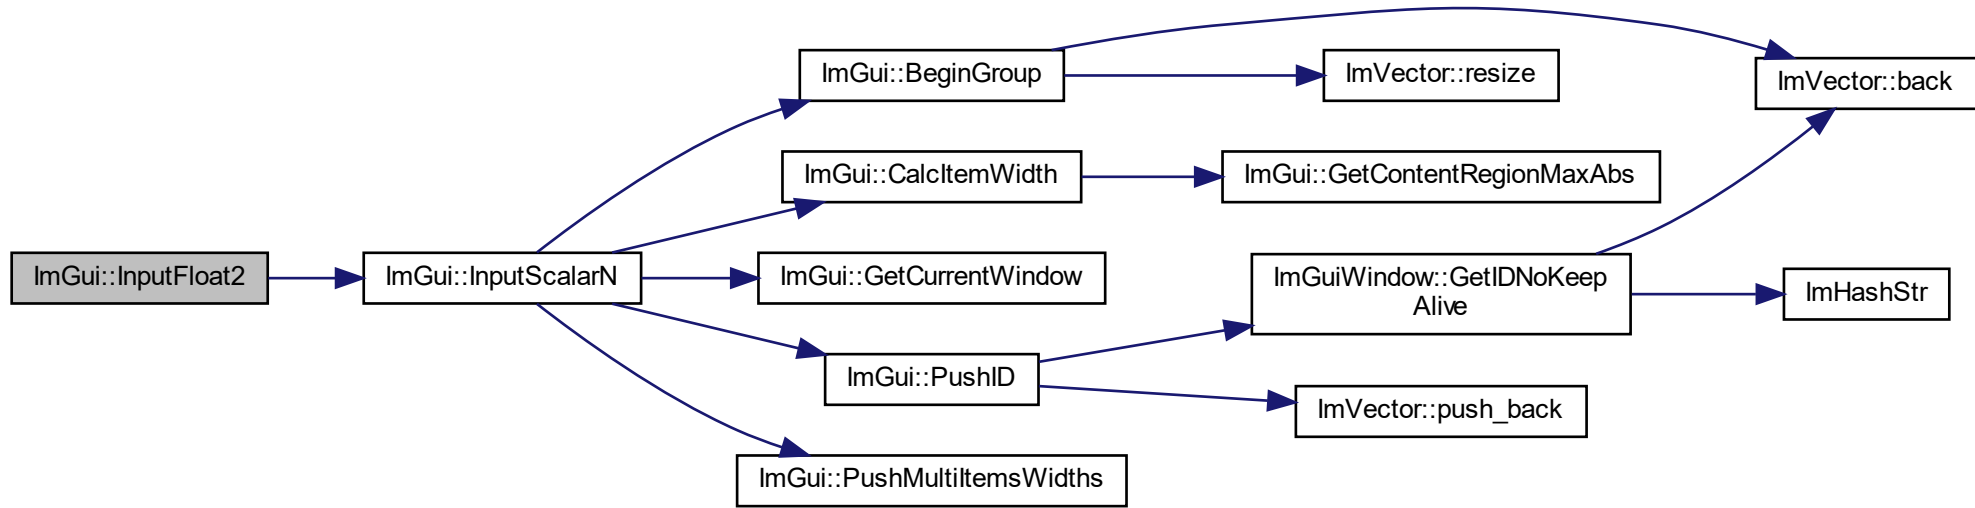 ImGui::InputFloat2
ImGui::InputScalarN
ImGui::BeginGroup
ImVector::resize
ImVector::back
ImGui::CalcItemWidth
ImGui::GetContentRegionMaxAbs
ImGui::GetCurrentWindow
ImGui::PushID
ImGuiWindow::GetIDNoKeep
Alive
ImHashStr
ImVector::push_back
ImGui::PushMultiItemsWidths